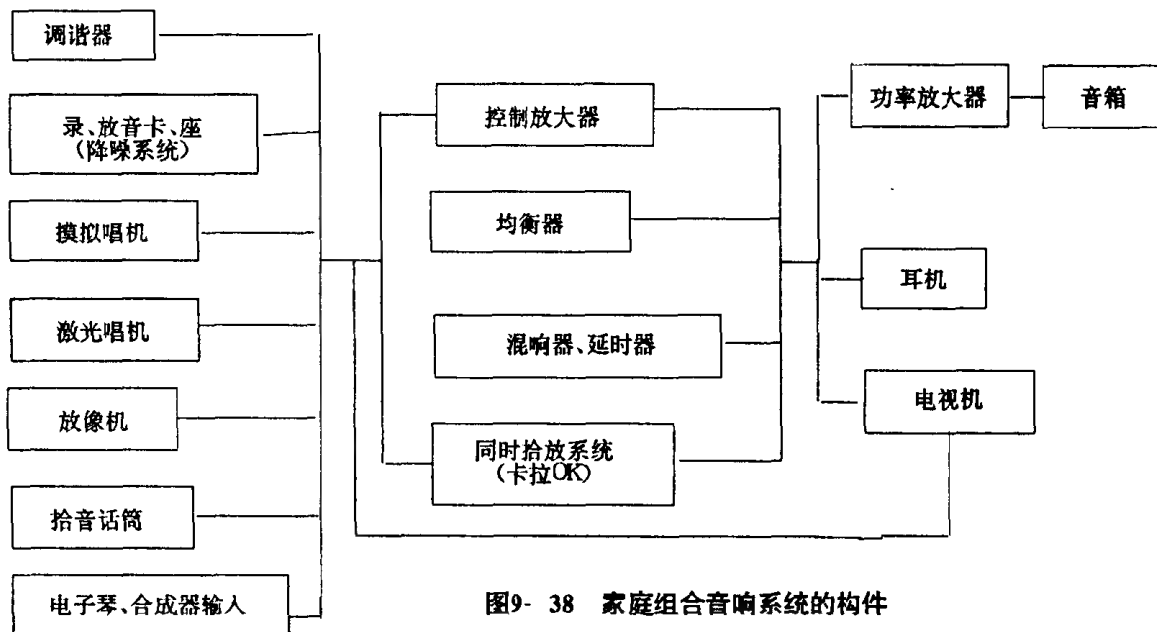 调谐器
录、放音卡、座
(降噪系统)
摸拟唱机
激光唱机
放像机
拾音话筒
电子琴、合成器输入
控制放大器
均衡器
混响器、延时器
同时拾放系统
(卡拉OK)
功率放大器
音箱
耳机
电视机
图9- 38 家庭组合音响系统的构件